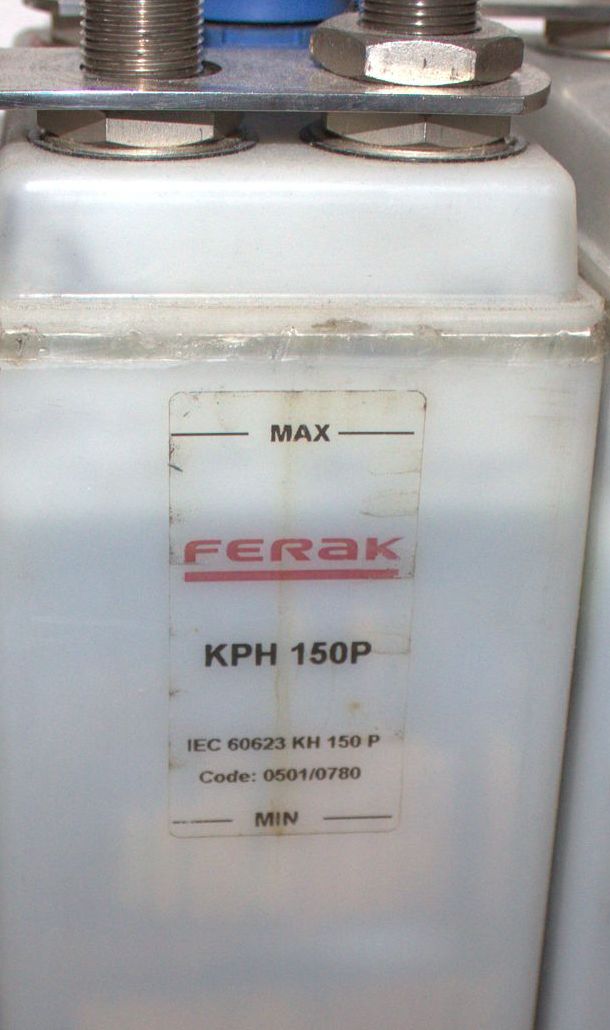 MAX
FERaK
KPH 150P
IEC 60623 KH 150 P
Code: 0501/0780
MIN